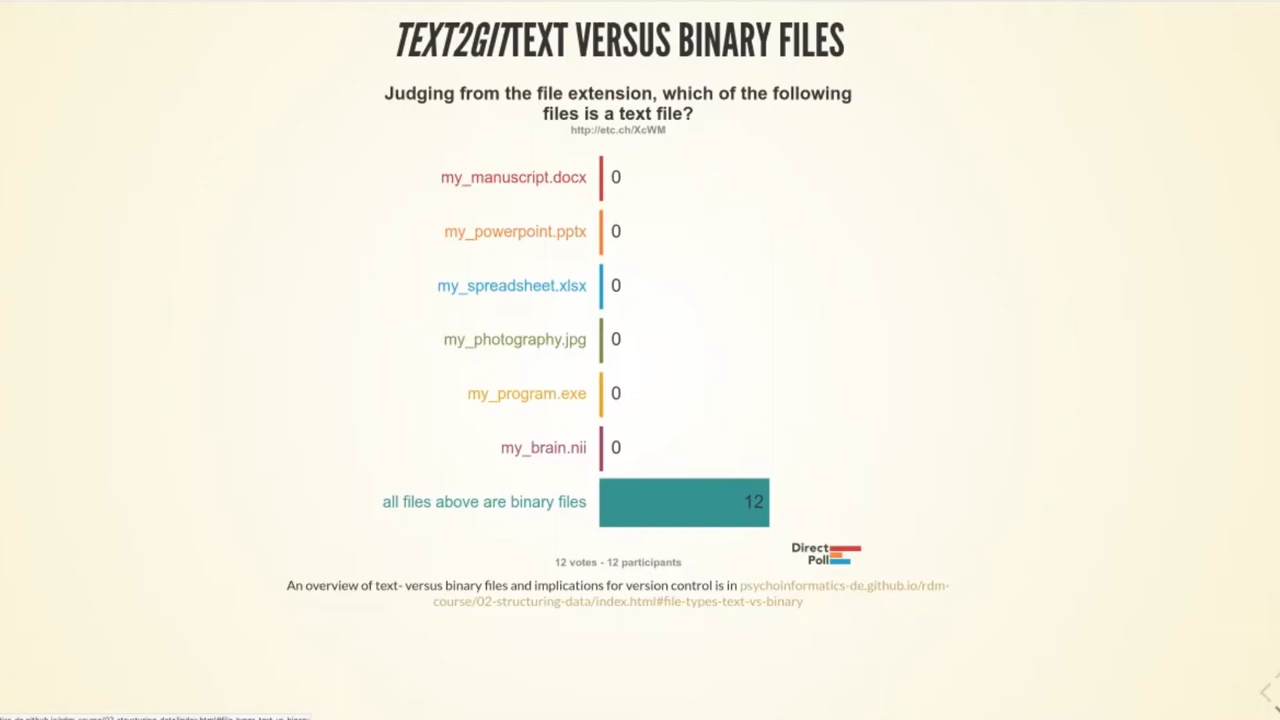 TEXT2GITTEXT VERSUS BINARY FILES
Judging from the file extension, which of the following
files is a text file?
http://etc.ch/XcWM
my_manuscript.docx 0
my_powerpoint.pptx 0
my_spreadsheet.xlsx 0
my_photography.jpg 0
my_program.exe 0
my_brain.nii 0
all files above are binary files 12
Direct
Poll
12 votes - 12 participants
An overview of text- versus binary files and implications for version control is in psychoinformatics-de.github.io/rdm-
course/02-structuring-data/index.html#file-types-text-vs-binary